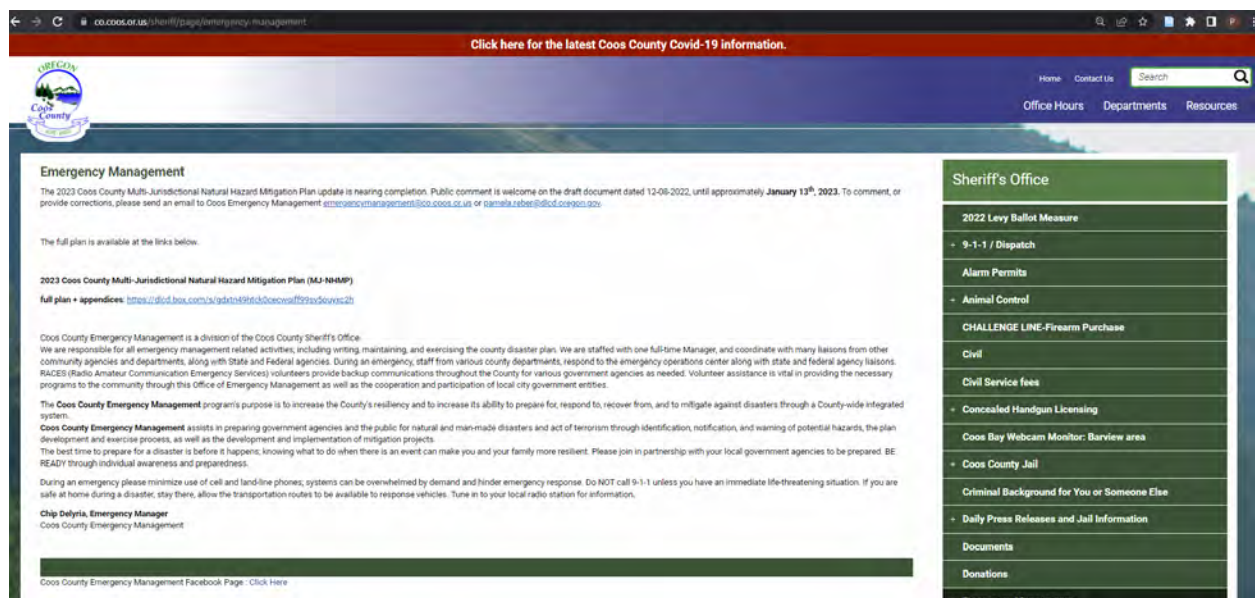 co.coos.or.us/sheriff/page/emergency-management
Click here for the latest Coos County Covid-19 information.
OREGON
Coos
County
Home Contact Us Search
Office Hours Departments Resources
Emergency Management
The 2023 Coos County Multi-Jurisdictional Natural Hazard Mitigation Plan update is nearing completion. Public comment is welcome on the draft document dated 12-08-2022, until approximately January 13th, 2023. To comment, or
provide corrections, please send an email to Coos Emergency Management emergencymanagement@co.coos.or.us or pamela.reber@dlcd.oregon.gov.
The full plan is available at the links below.
2023 Coos County Multi-Jurisdictional Natural Hazard Mitigation Plan (MJ-NHMP)
full plan + appendices:
Coos County Emergency Management is a division of the Coos County Sheriff's Office.
We are responsible for all emergency management related activities, including writing, maintaining, and exercising the county disaster plan. We are staffed with one full-time Manager, and coordinate with many liaisons from other
community agencies and departments, along with State and Federal agencies. During an emergency, staff from various county departments, respond to the emergency operations center along with state and federal agency liaisons.
RACES (Radio Amateur Communication Emergency Services) volunteers provide backup communications throughout the County for various government agencies as needed. Volunteer assistance is vital in providing the necessary
programs to the community through this Office of Emergency Management as well as the cooperation and participation of local city government entities.
The Coos County Emergency Management program's purpose is to increase the County's resiliency and to increase its ability to prepare for, respond to, recover from, and to mitigate against disasters through a County-wide integrated
system.
Coos County Emergency Management assists in preparing government agencies and the public for natural and man-made disasters and act of terrorism through identification, notification, and warning of potential hazards, the plan
development and exercise process, as well as the development and implementation of mitigation projects.
The best time to prepare for a disaster is before it happens; knowing what to do when there is an event can make you and your family more resilient. Please join in partnership with your local government agencies to be prepared. BE
READY through individual awareness and preparedness.
During an emergency please minimize use of cell and land-line phones; systems can be overwhelmed by demand and hinder emergency response. Do NOT call 9-1-1 unless you have an immediate life-threatening situation. If you are
safe at home during a disaster, stay there, allow the transportation routes to be available to response vehicles. Tune in to your local radio station for information.
Chip Delyria, Emergency Manager
Coos County Emergency Management
Coos County Emergency Management Facebook Page : Click Here
Sheriff's Office
2022 Levy Ballot Measure
+ 9-1-1 / Dispatch
Alarm Permits
+ Animal Control
CHALLENGE LINE-Firearm Purchase
Civil
Civil Service fees
+ Concealed Handgun Licensing
Coos Bay Webcam Monitor: Barview area
+ Coos County Jail
Criminal Background for You or Someone Else
+ Daily Press Releases and Jail Information
Documents
Donations